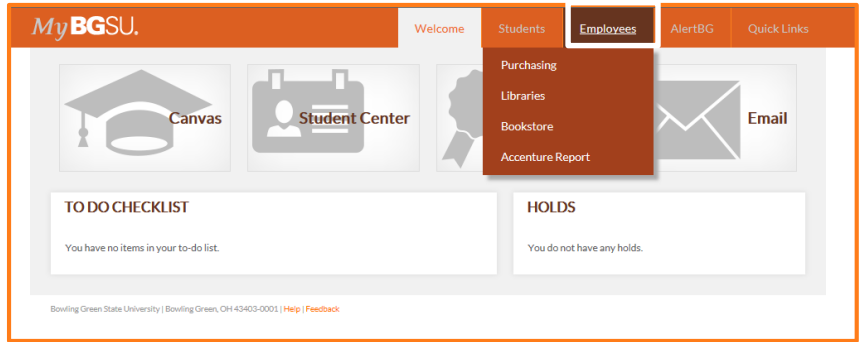 MyBGSU.
Welcome
Students
Employees
AlertBG
Quick Links
Purchasing
Libraries
Bookstore
Accenture Report
Canvas
Student Center
Email
TO DO CHECKLIST
You have no items in your to-do list.
HOLDS
You do not have any holds.
Bowling Green State University | Bowling Green, OH 43403-0001 | Help | Feedback